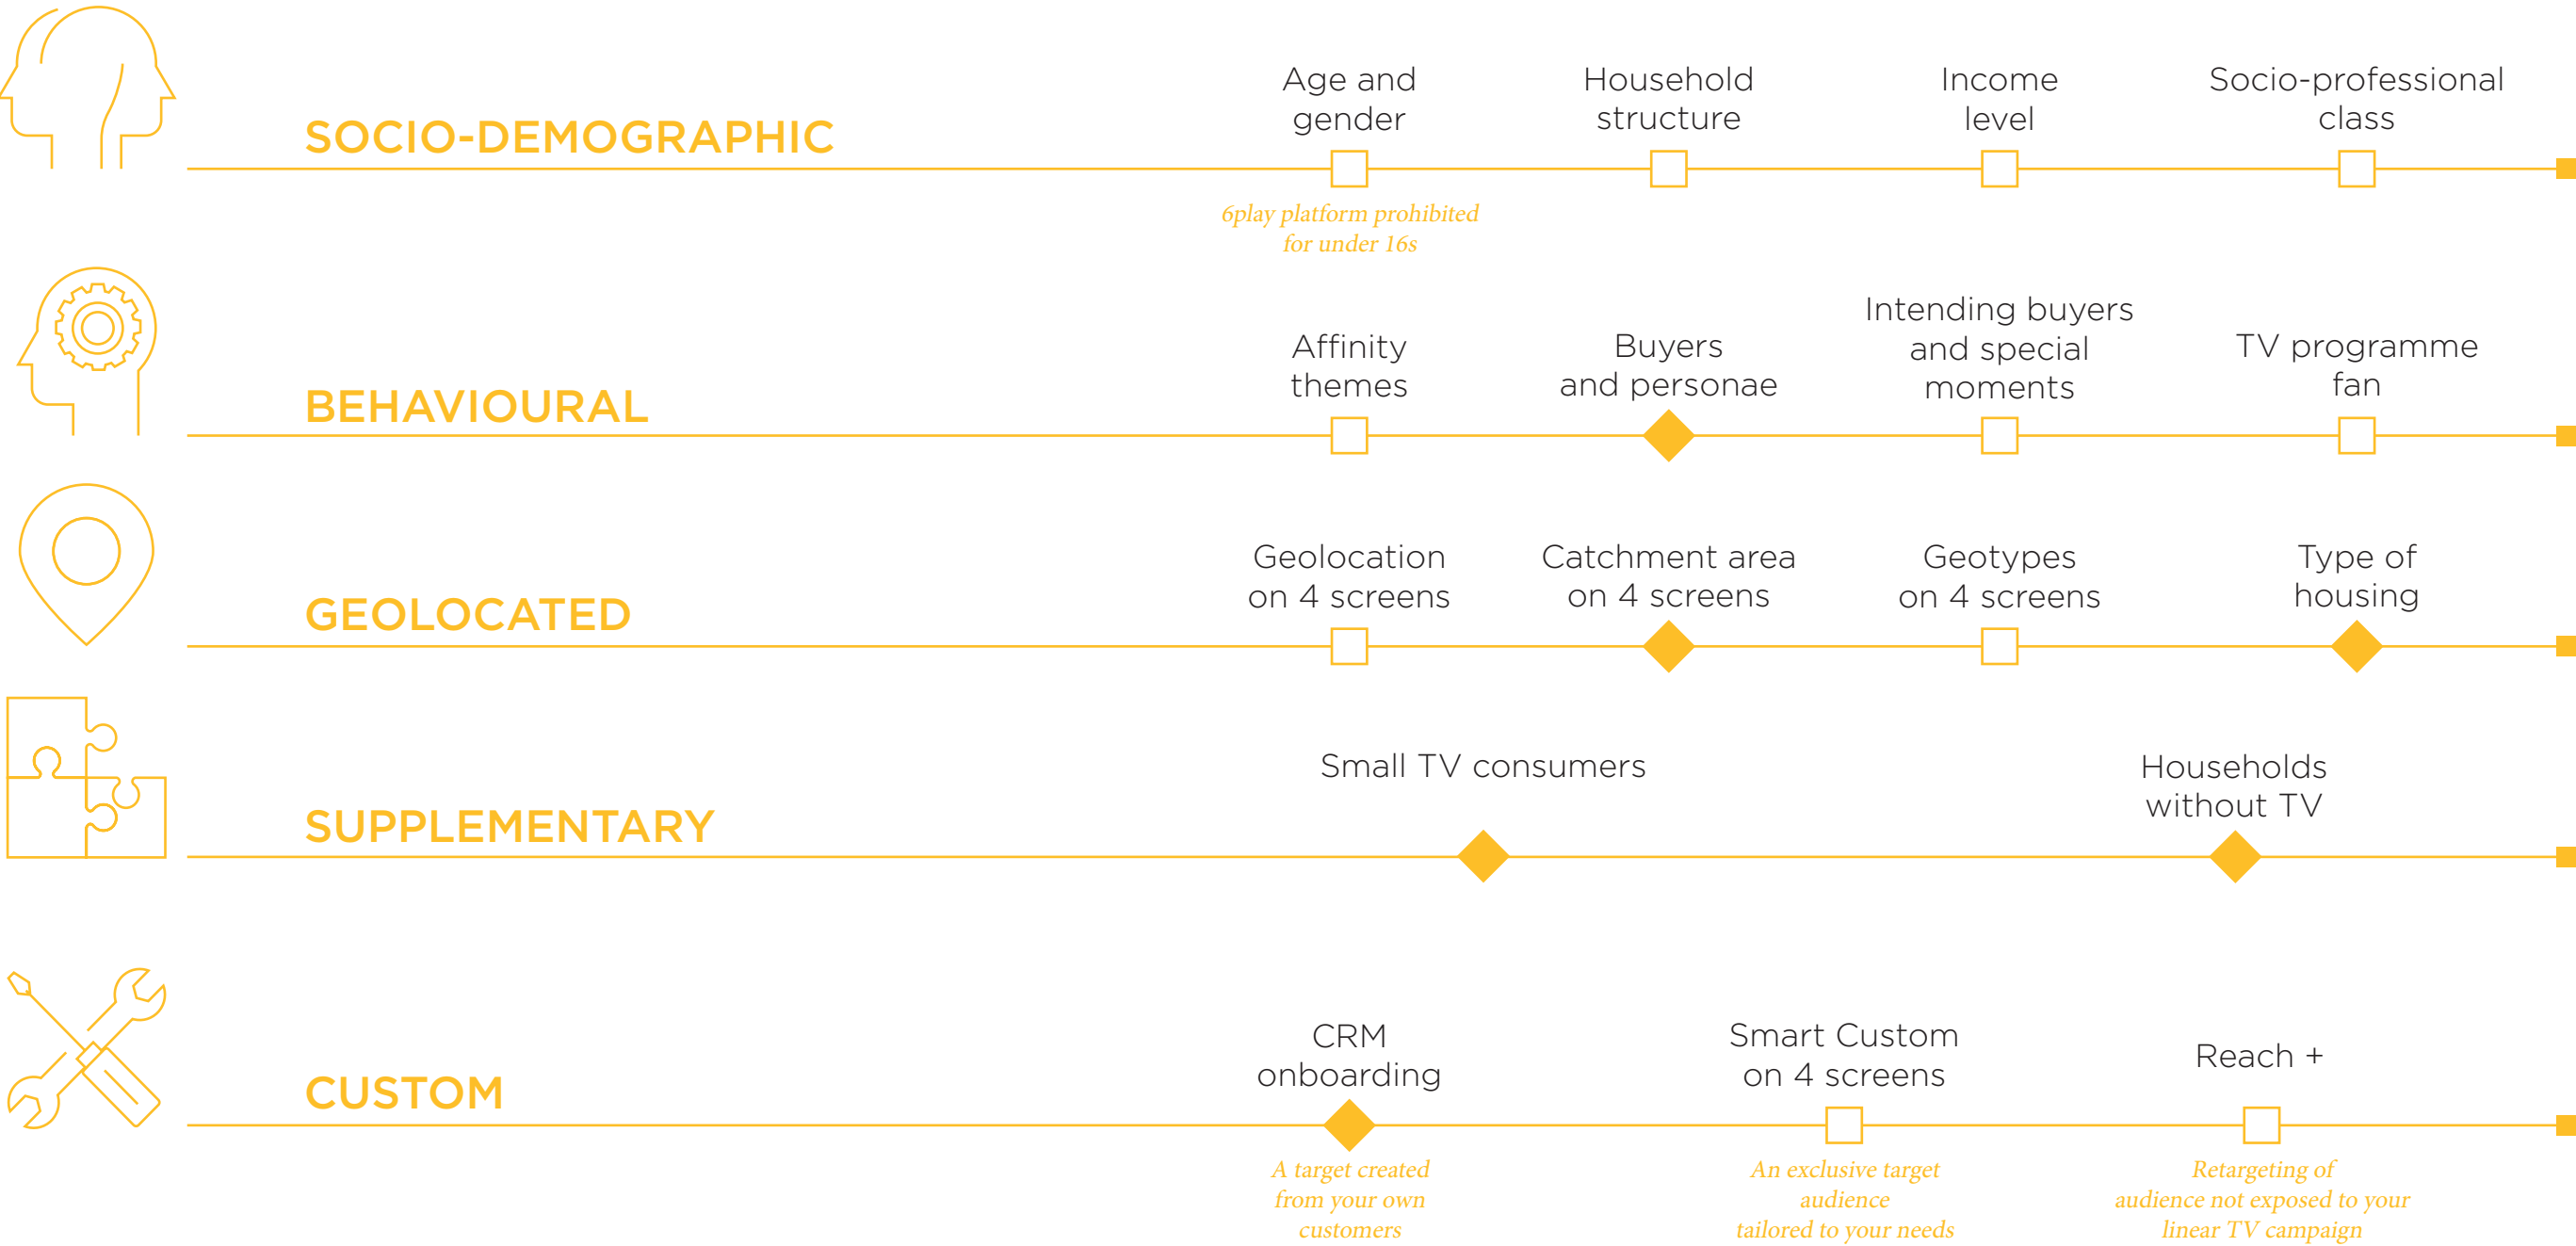 SOCIO-DEMOGRAPHIC
Age and
gender
6play platform prohibited
for under 16s
Household
structure
Income
level
Socio-professional
class
BEHAVIOURAL
Affinity
themes
Buyers
and personae
Intending buyers
and special
moments
TV programme
fan
GEOLOCATED
Geolocation
on 4 screens
Catchment area
on 4 screens
Geotypes
on 4 screens
Type of
housing
SUPPLEMENTARY
Small TV consumers
Households
without TV
CUSTOM
CRM
onboarding
A target created
from your own
customers
Smart Custom
on 4 screens
An exclusive target
audience
tailored to your needs
Reach +
Retargeting of
audience not exposed to your
linear TV campaign